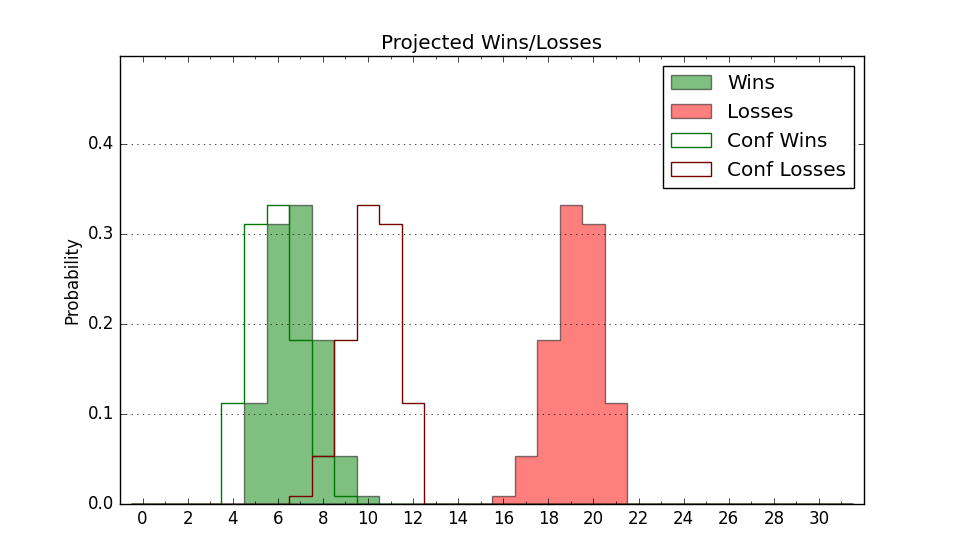 Projected Wins/Losses
Wins
Losses
Conf Wins
Conf Losses
Probability
0.4
0.3
0.2
0.1
0.0
0 2 4 6 8 10 12 14 16 18 20 22 24 26 28 30